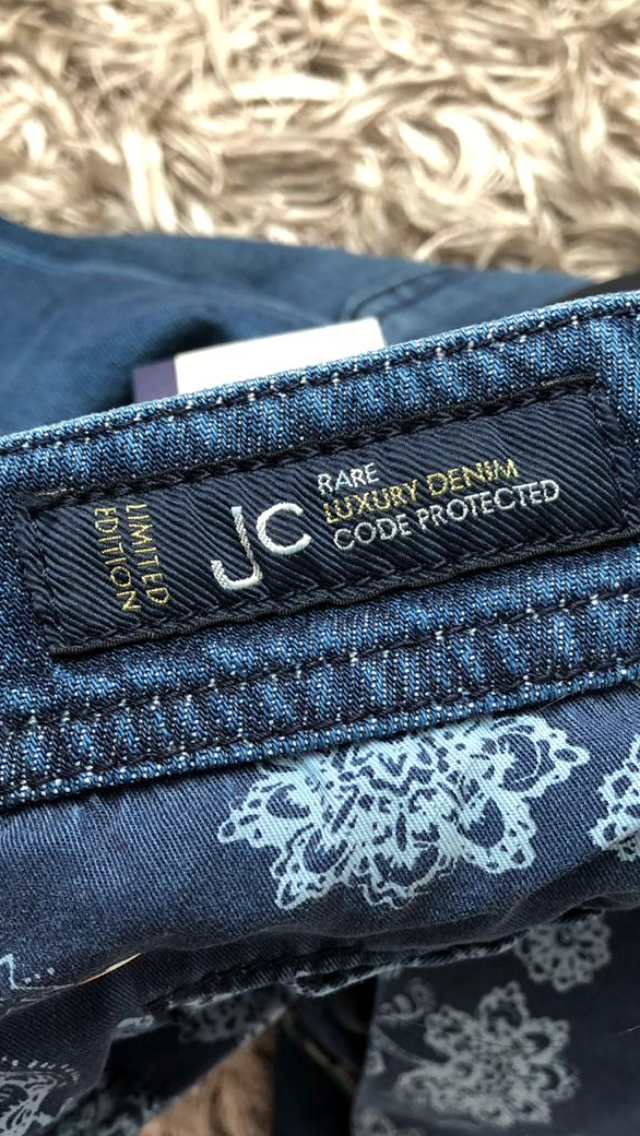 LIMITED
EDITION
JC
RARE
LUXURY DENIM
CODE PROTECTED